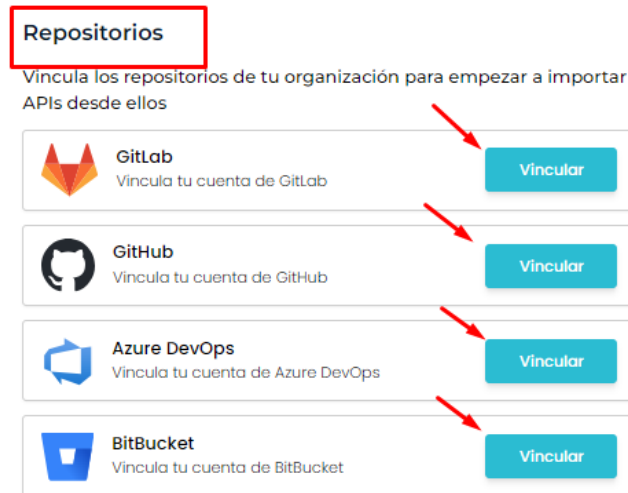 Repositorios
Vincula los repositorios de tu organización para empezar a importar
APIs desde ellos
GitLab
Vincula tu cuenta de GitLab
Vincular
GitHub
Vincula tu cuenta de GitHub
Vincular
Azure DevOps
Vincula tu cuenta de Azure DevOps
Vincular
BitBucket
Vincula tu cuenta de BitBucket
Vincular